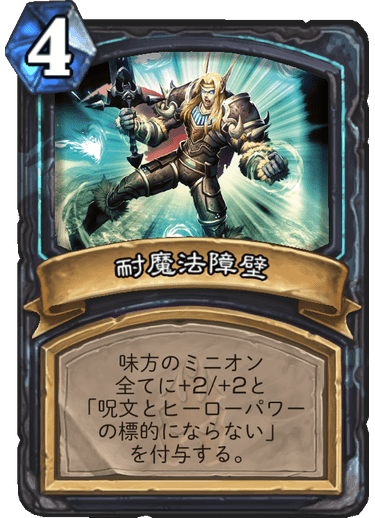 4
耐魔法障壁
味方のミニオン
全てに+2/+2と
「呪文とヒーローパワー
の標的にならない」
を付与する。